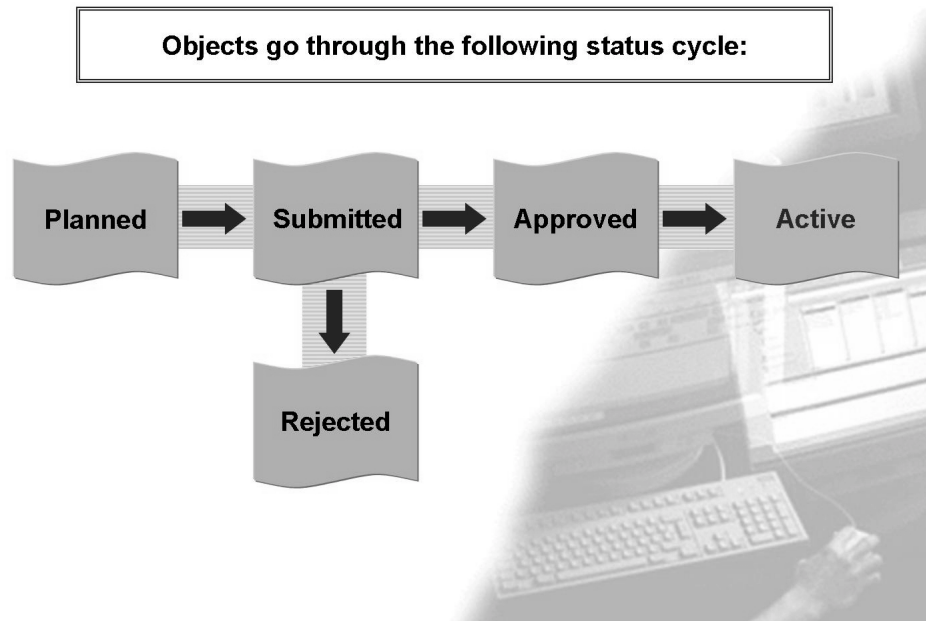 Objects go through the following status cycle:
Planned
Submitted
Approved
Active
Rejected